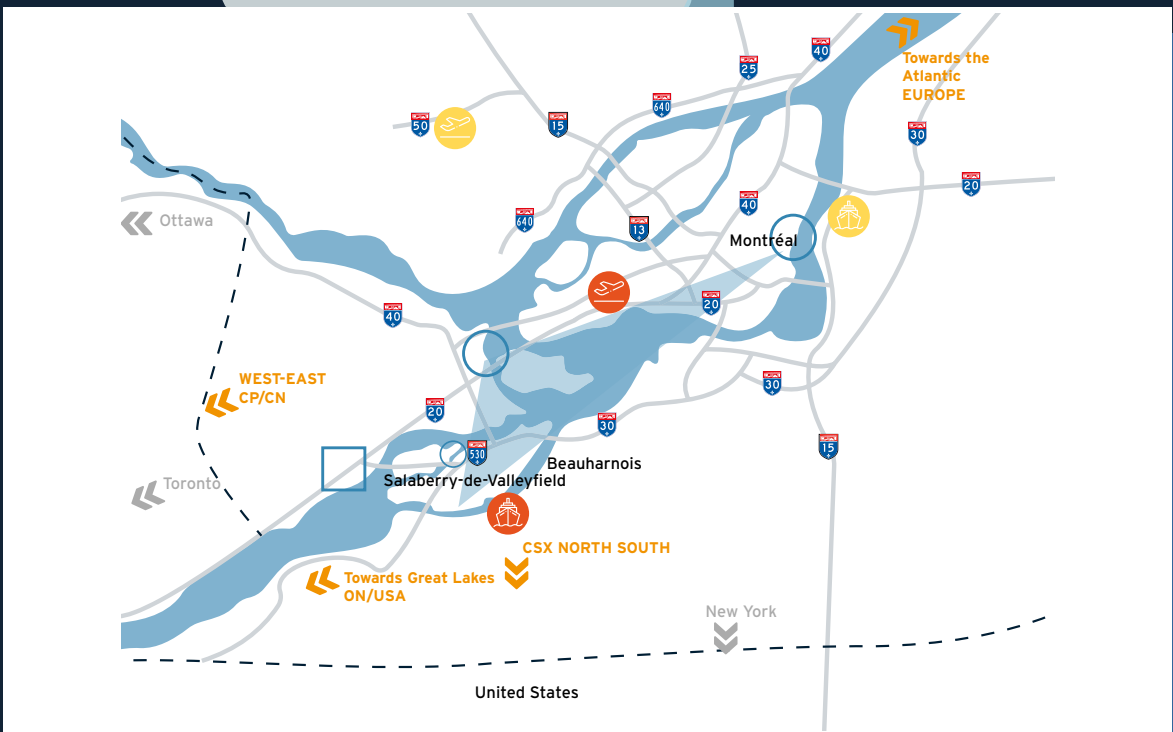 40
25
Towards the
Atlantic
EUROPE
640
50
15
30
20
40
Ottawa
640
13
Montréal
20
40
WEST-EAST
CP/CN
30
20
30
15
530
Beauharnois
Salaberry-de-Valleyfield
Toronto
CSX NORTH SOUTH
Towards Great Lakes
ON/USA
New York
United States